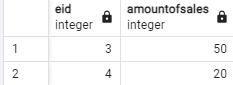 eid amountofsales
integer integer
1 3 50
2 4 20